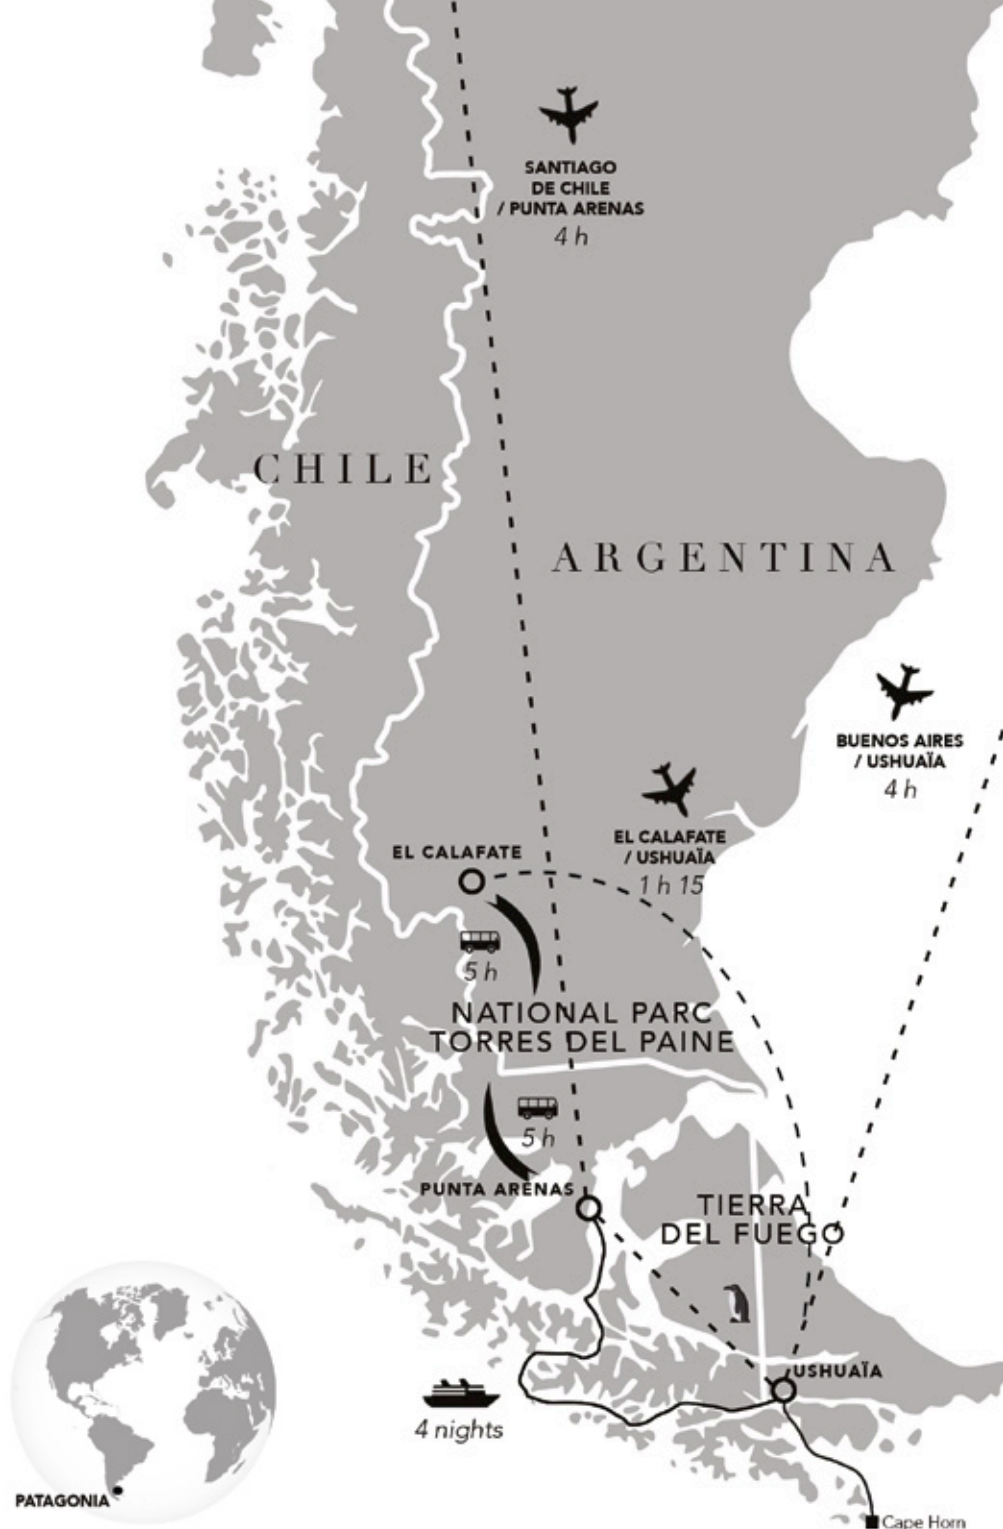 SANTIAGO
DE CHILE
/ PUNTA ARENAS
4 h
CHILE
ARGENTINA
BUENOS AIRES
/ USHUAÏA
4 h
EL CALAFATE
/ USHUAÏA
1 h 15
EL CALAFATE
5 h
NATIONAL PARC
TORRES DEL PAINE
5 h
PUNTA ARENAS
TIERRA
DEL FUEGO
USHUAÏA
4 nights
PATAGONIA
Cape Horn